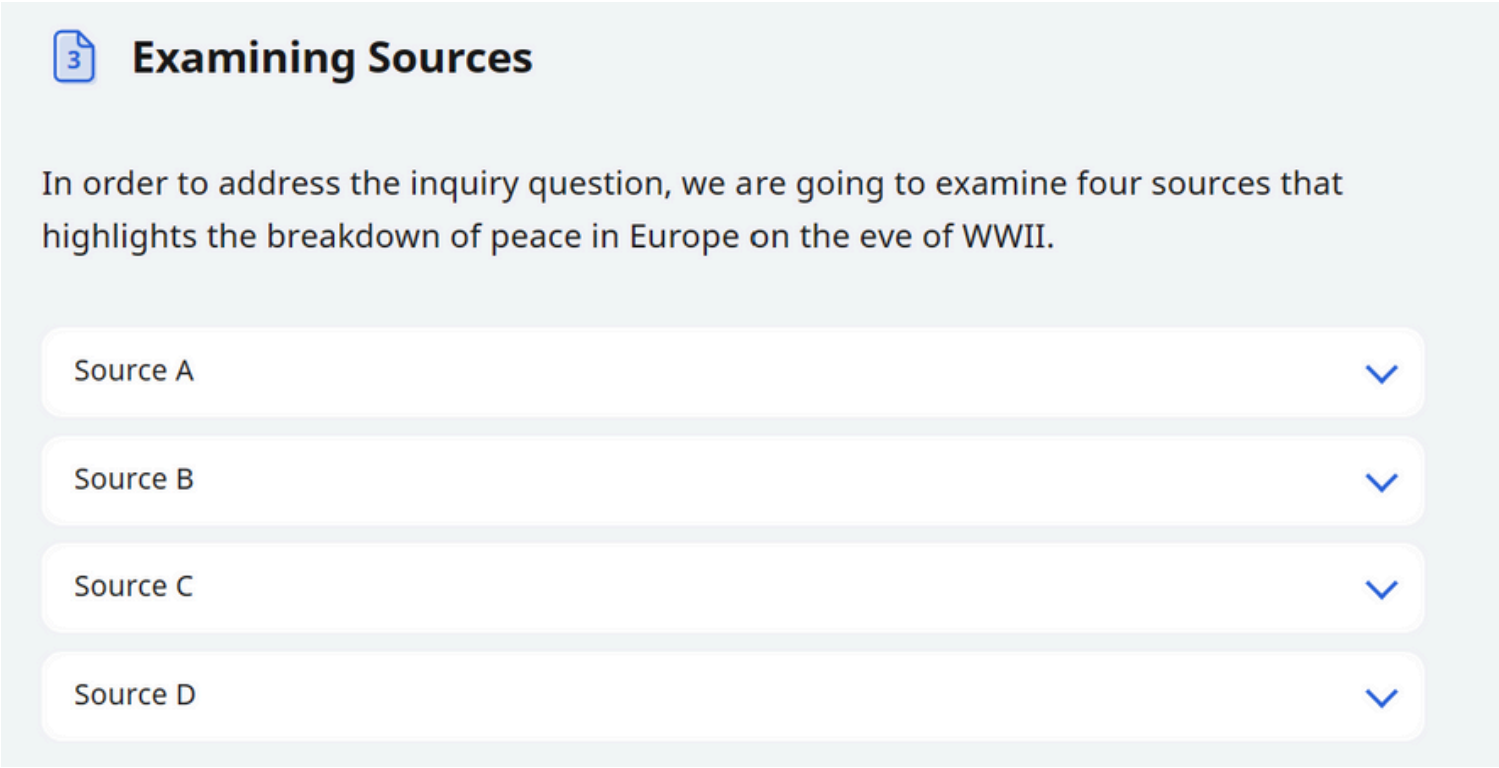 3
Examining Sources
In order to address the inquiry question, we are going to examine four sources that
highlights the breakdown of peace in Europe on the eve of WWII.
Source A
Source B
Source C
Source D